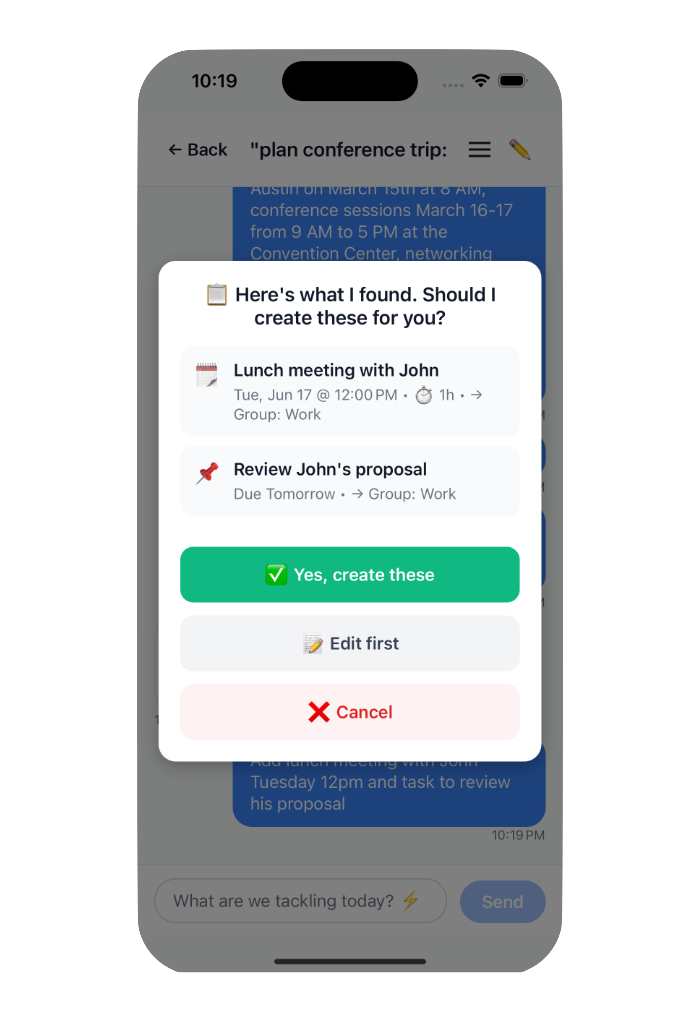 10:19
← Back "plan conference trip:
Austin on March 15th at 8 AM,
conference sessions March 16-17
from 9 AM to 5 PM at the
Convention Center, networking
📋 Here's what I found. Should I
create these for you?
Lunch meeting with John
Tue, Jun 17 @ 12:00 PM • ⏱ 1h • →
Group: Work
Review John's proposal
Due Tomorrow • → Group: Work
✅ Yes, create these
📝 Edit first
❌ Cancel
Add lunch meeting with John
Tuesday 12pm and task to review
his proposal
10:19 PM
What are we tackling today? ⚡
Send